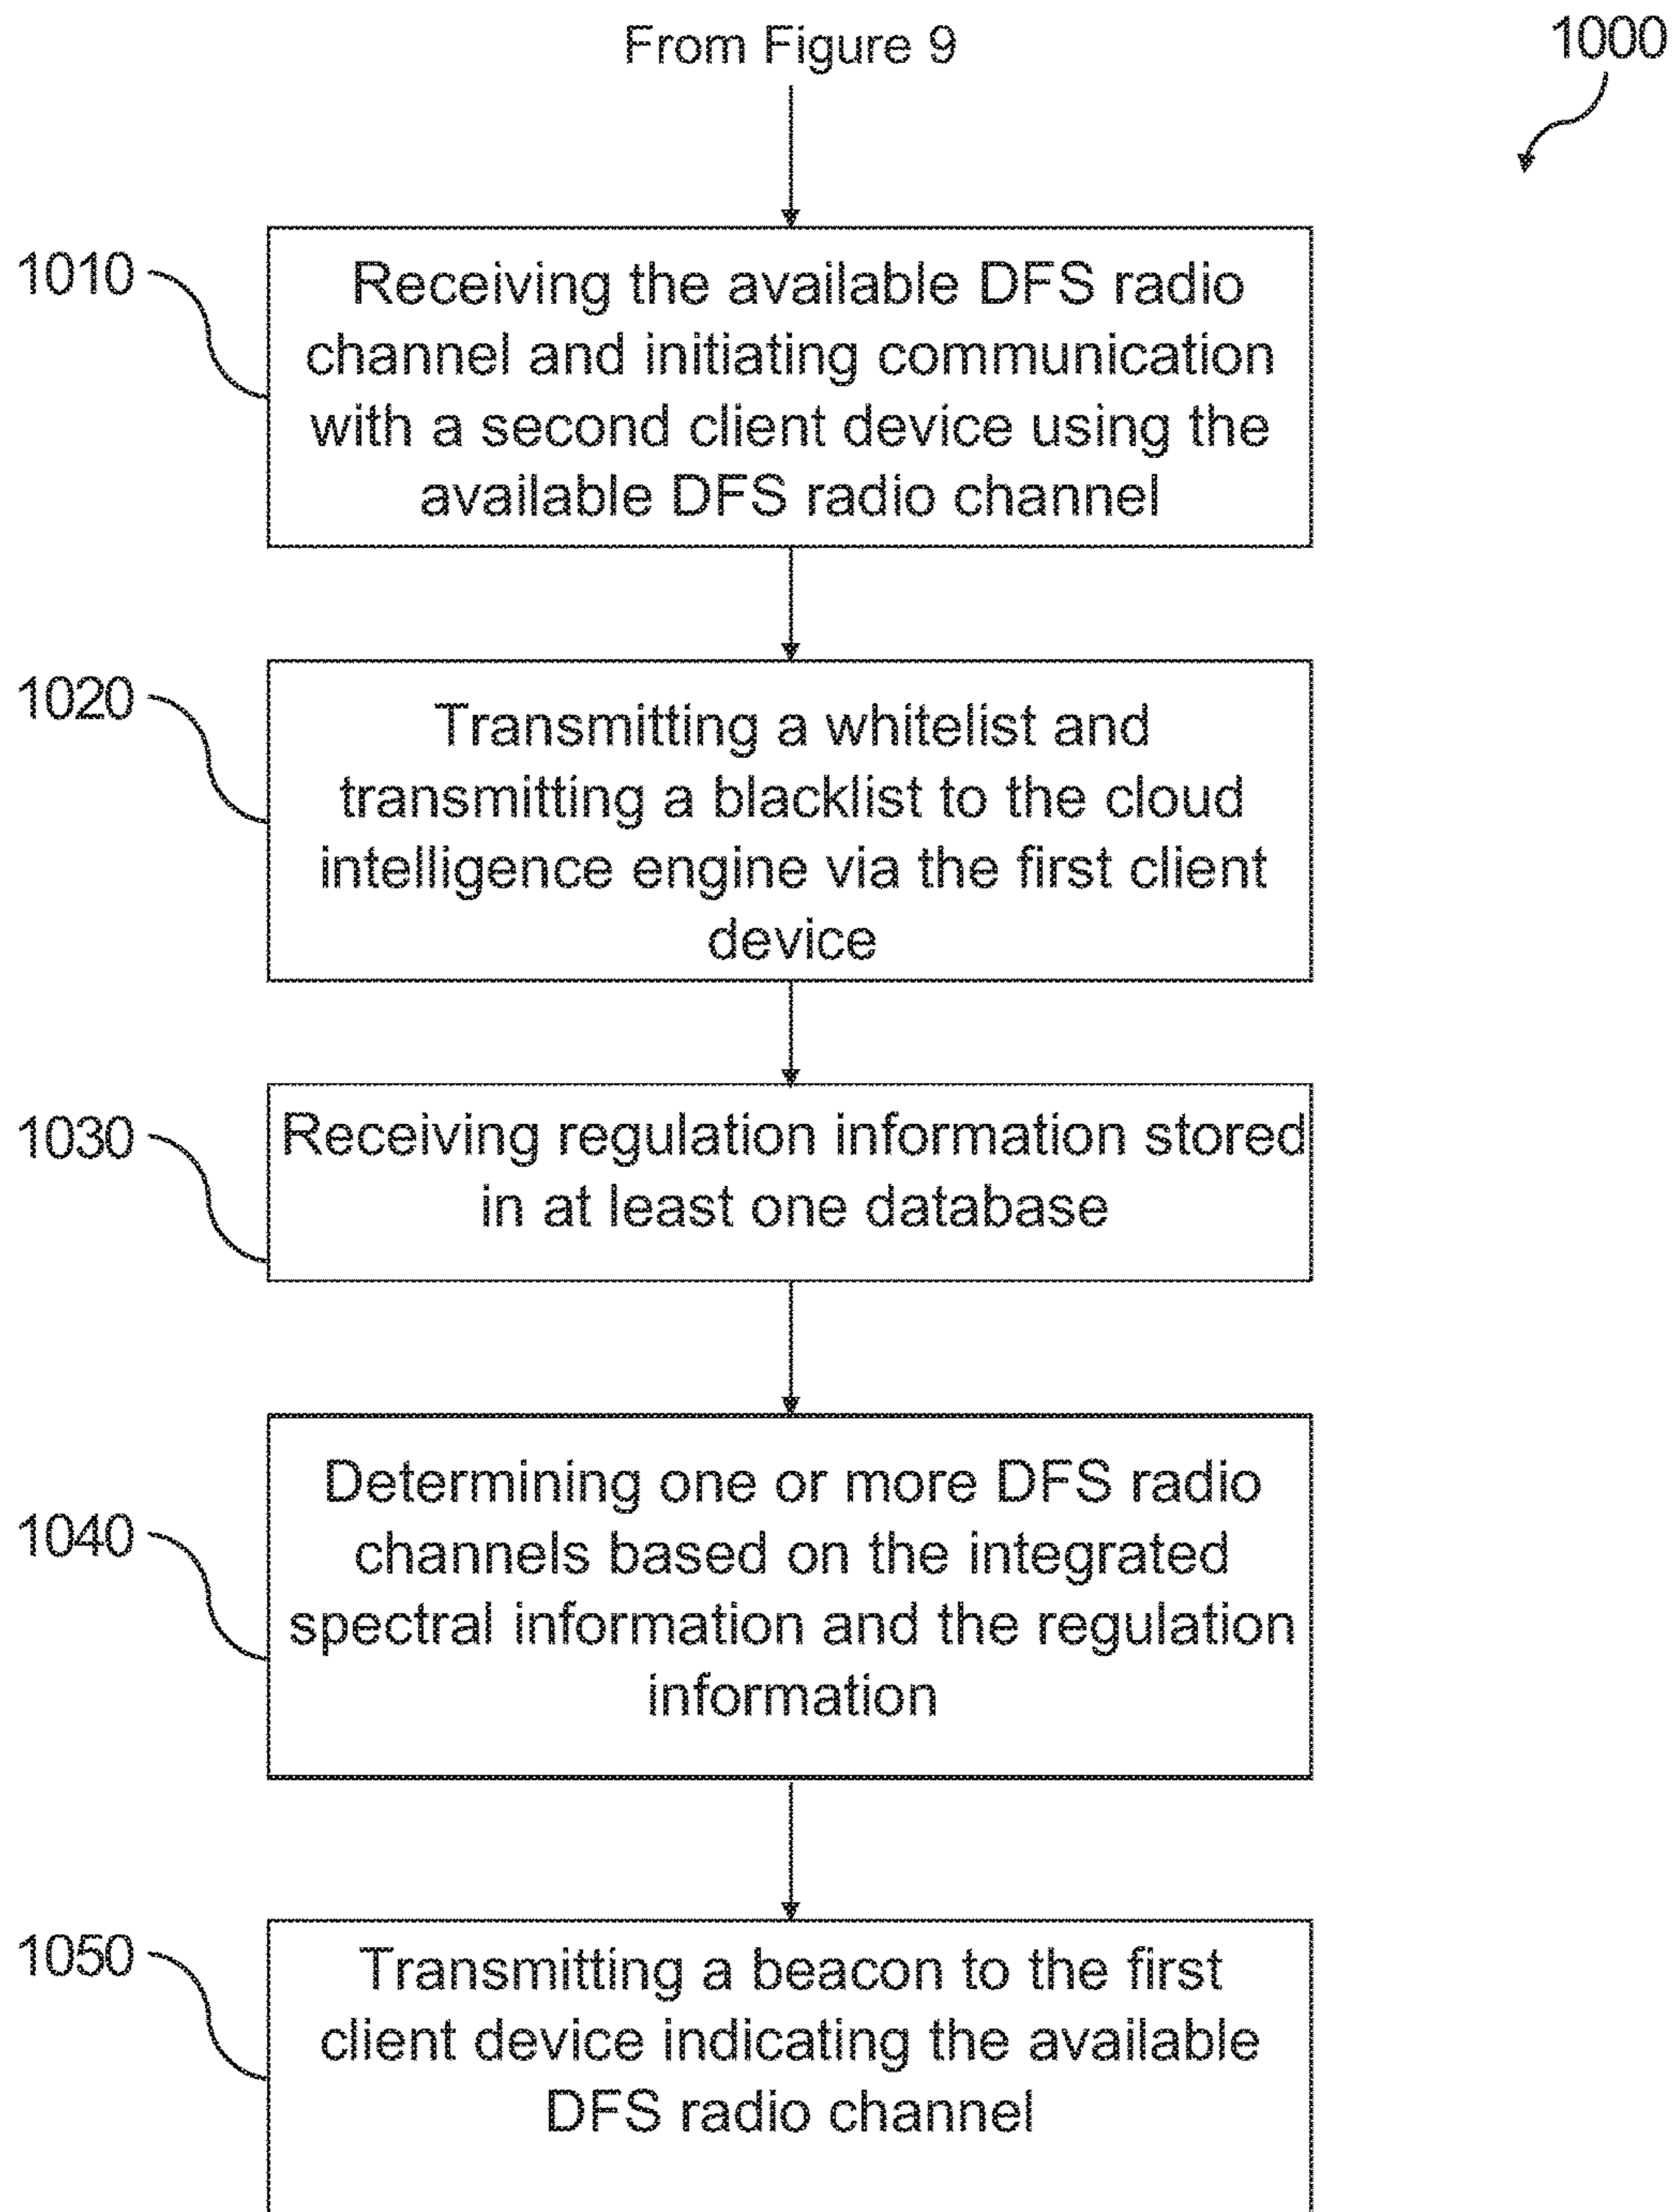 From Figure 9
1000
1010
Receiving the available DFS radio
channel and initiating communication
with a second client device using the
available DFS radio channel
1020
Transmitting a whitelist and
transmitting a blacklist to the cloud
intelligence engine via the first client
device
1030
Receiving regulation information stored
in at least one database
1040
Determining one or more DFS radio
channels based on the integrated
spectral information and the regulation
information
1050
Transmitting a beacon to the first
client device indicating the available
DFS radio channel